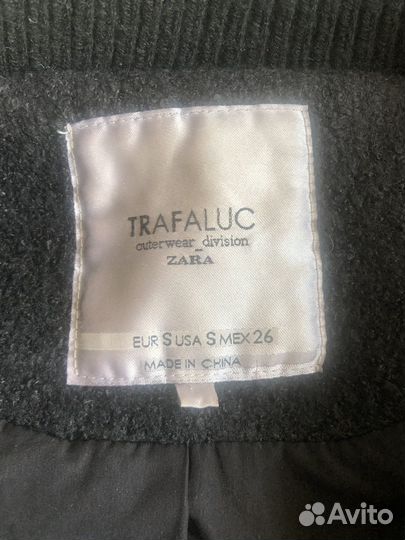 TRAFALUC
outerwear_division
ZARA
EUR S USA S MEX 26
MADE IN CHINA
Avito